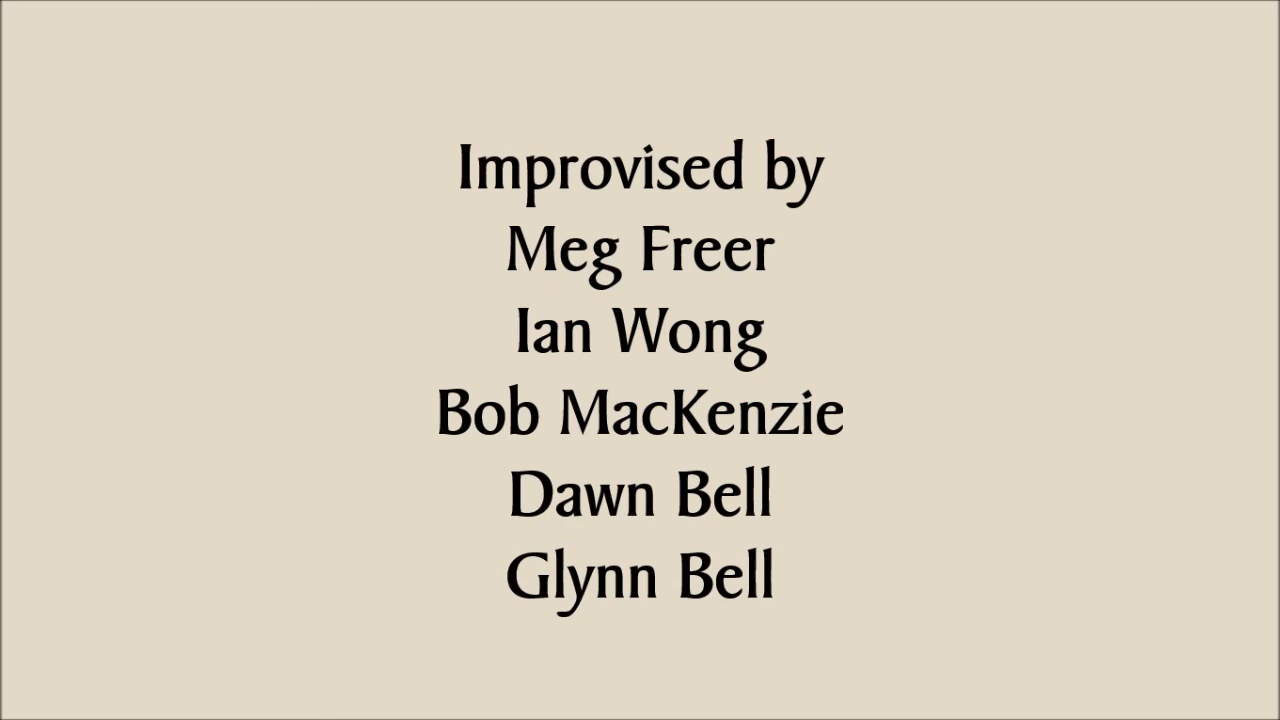 Improvised by
Meg Freer
Ian Wong
Bob MacKenzie
Dawn Bell
Glynn Bell